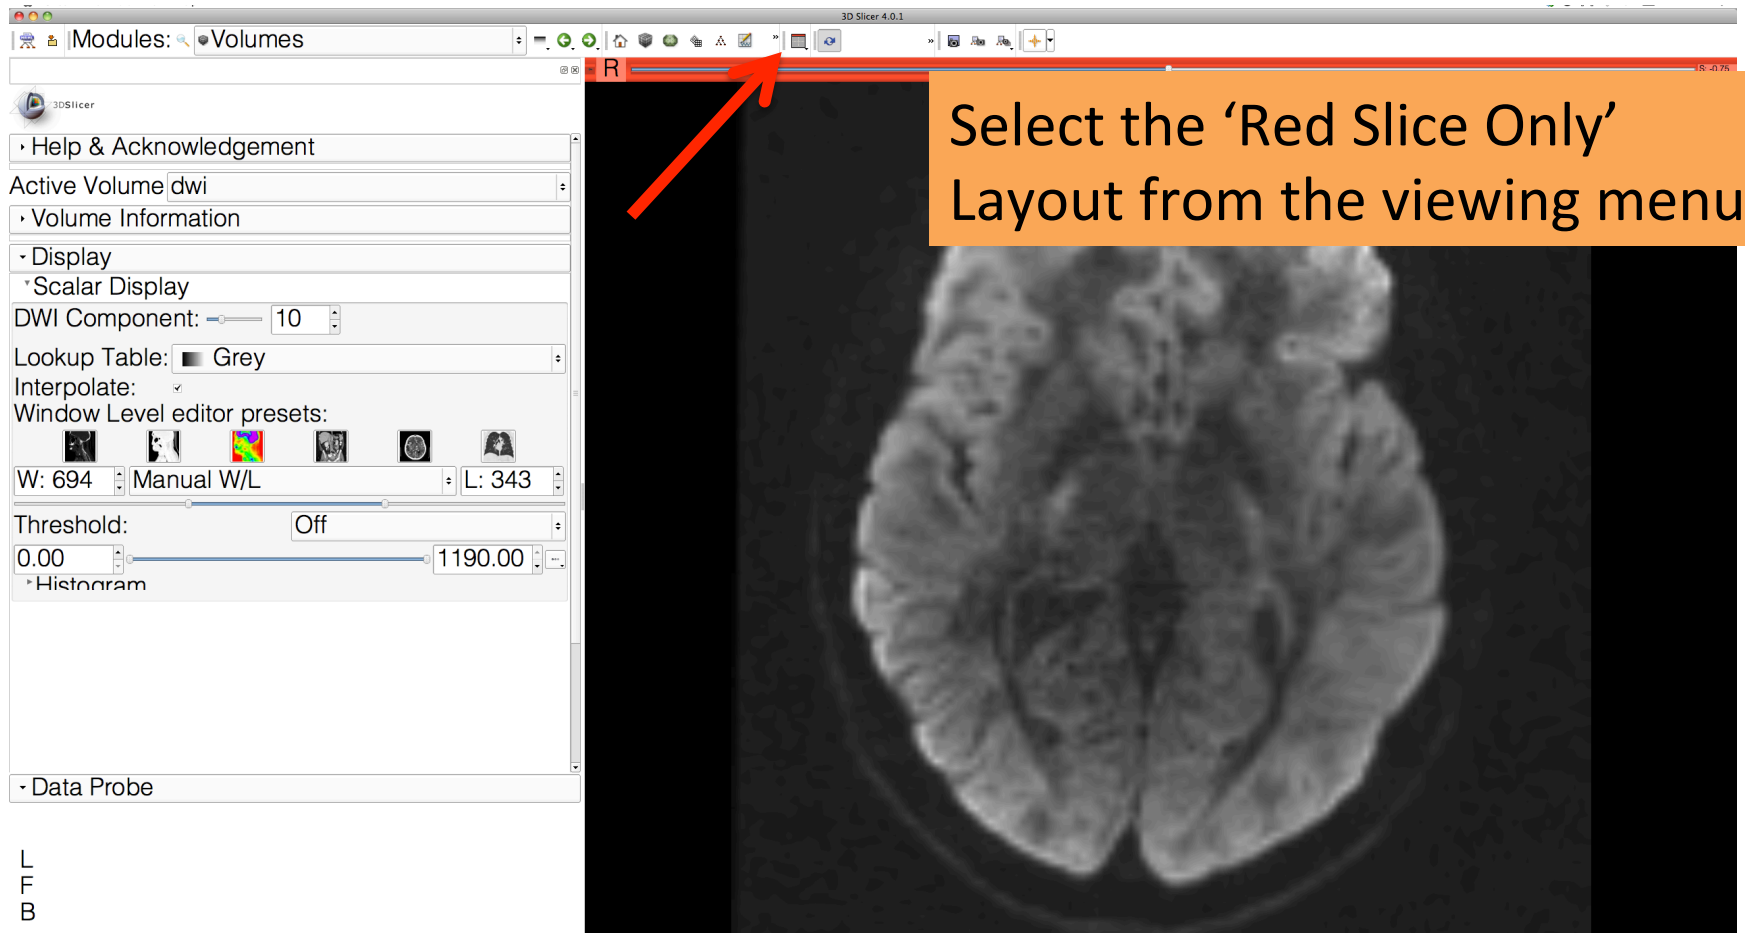 3D Slicer 4.0.1
Modules: Volumes
R
S: -0.75
3DSlicer
Select the ‘Red Slice Only’
Layout from the viewing menu
Help & Acknowledgement
Active Volume dwi
Volume Information
Display
Scalar Display
DWI Component: 10
Lookup Table: Grey
Interpolate:
Window Level editor presets:
W: 694 Manual W/L L: 343
Threshold: Off
0.00 1190.00
Histogram
Data Probe
L
F
B